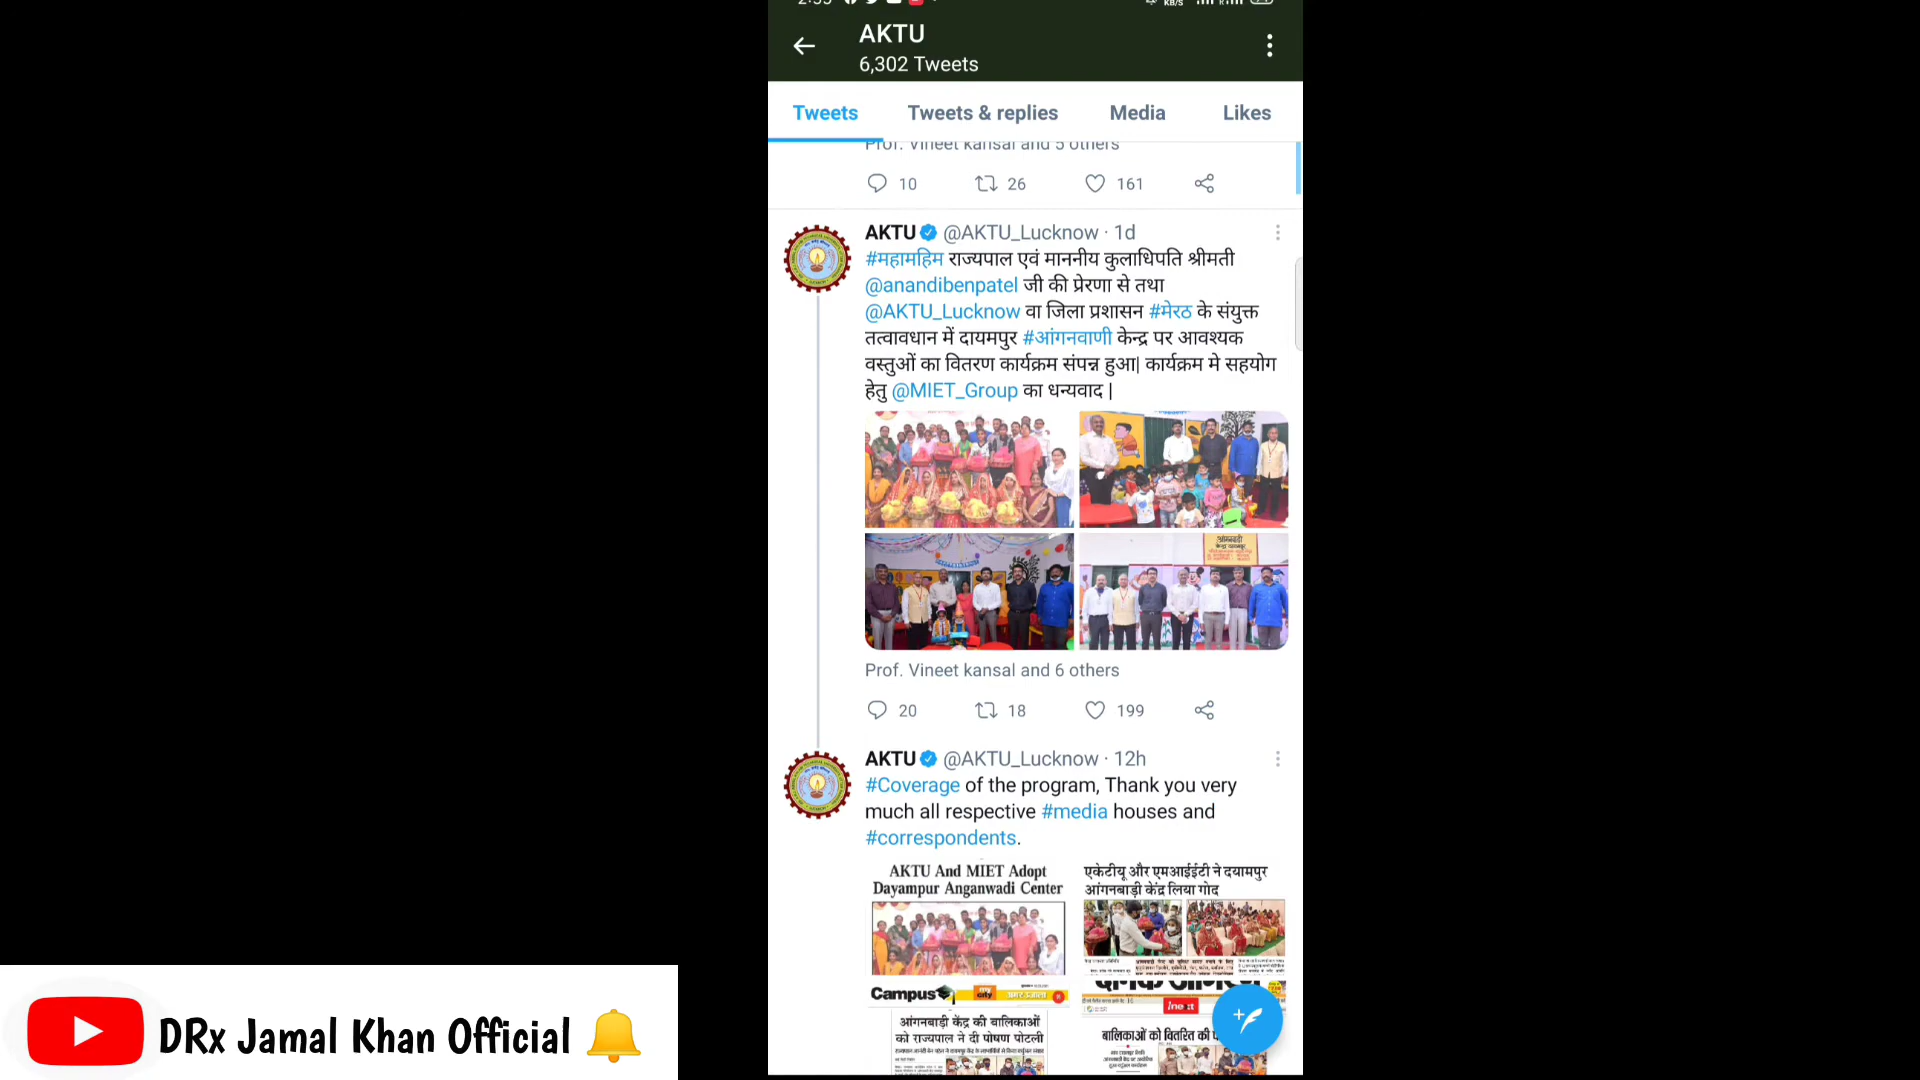 AKTU
6,302 Tweets
Tweets
Tweets & replies
Media
Likes
Prof. Vineet kansal and 5 others
10
26
161
AKTU @AKTU_Lucknow · 1d
#महामहिम राज्यपाल एवं माननीय कुलाधिपति श्रीमती
@anandibenpatel जी की प्रेरणा से तथा
@AKTU_Lucknow वा जिला प्रशासन #मेरठ के संयुक्त
तत्वावधान में दायमपुर #आंगनवाणी केन्द्र पर आवश्यक
वस्तुओं का वितरण कार्यक्रम संपन्न हुआ| कार्यक्रम मे सहयोग
हेतु @MIET_Group का धन्यवाद |
Prof. Vineet kansal and 6 others
20
18
199
AKTU @AKTU_Lucknow · 12h
#Coverage of the program, Thank you very
much all respective #media houses and
#correspondents.
AKTU And MIET Adopt
Dayampur Anganwadi Center
एकेटीयू और एमआईईटी ने दयामपुर
आंगनबाड़ी केंद्र लिया गोद
Campus
city
अमर उजाला
आंगनबाड़ी केंद्र की बालिकाओं
को राज्यपाल ने दी पोषण पोटली
दैनिक जागरण
inext
बालिकाओं को वितरित की
DRx Jamal Khan Official